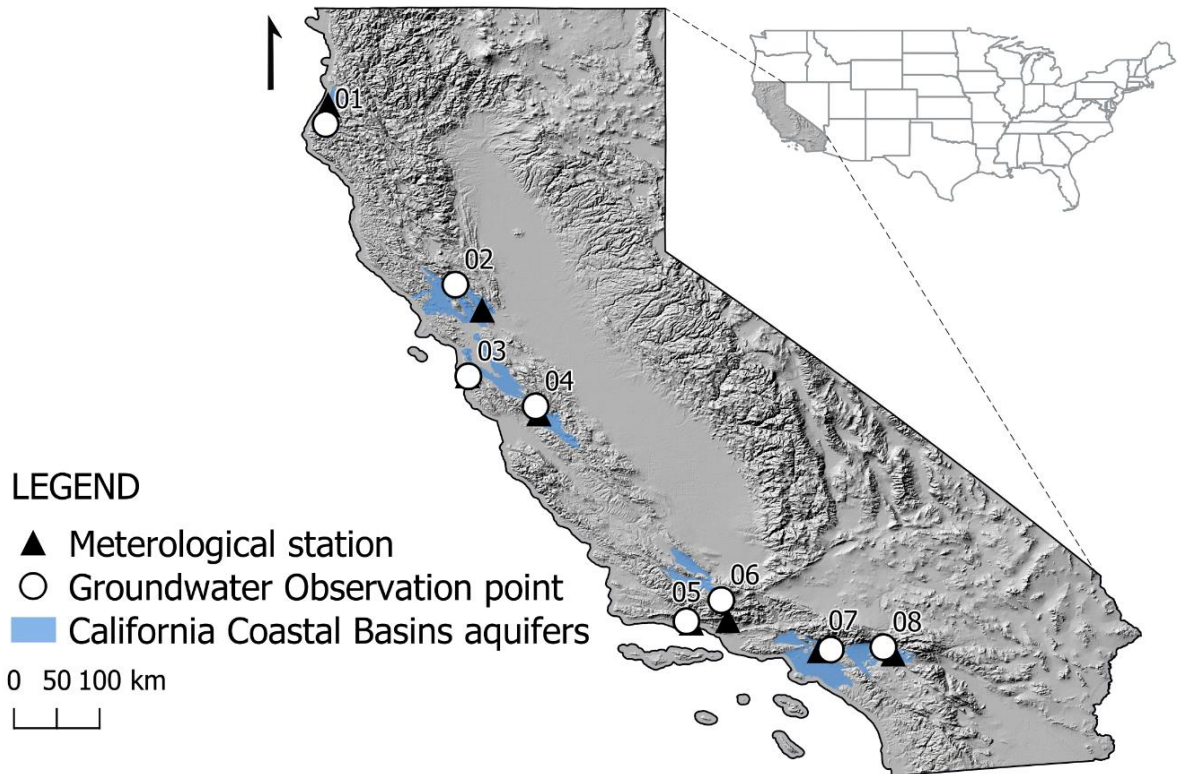 01
02
03
04
05
06
07
08
LEGEND
Meterological station
Groundwater Observation point
California Coastal Basins aquifers
0 50 100 km